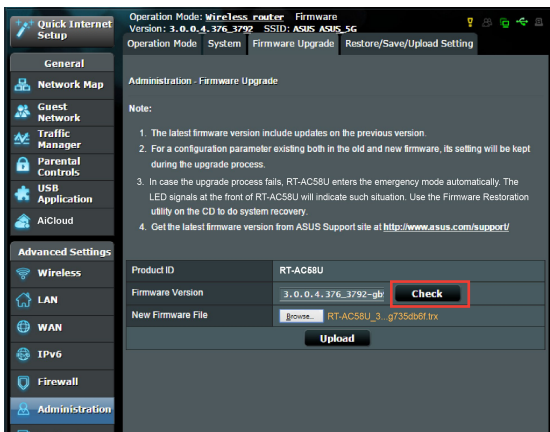 Quick Internet
Setup
General
Network Map
Guest
Network
Traffic
Manager
Parental
Controls
USB
Application
AiCloud
Advanced Settings
Wireless
LAN
WAN
IPv6
Firewall
Administration
Operation Mode: Wireless router Firmware
Version: 3.0.0.4.376_3792 SSID: ASUS ASUS_5G
Operation Mode System Firmware Upgrade Restore/Save/Upload Setting
Administration - Firmware Upgrade
Note:
1. The latest firmware version include updates on the previous version.
2. For a configuration parameter existing both in the old and new firmware, its setting will be kept
during the upgrade process.
3. In case the upgrade process fails, RT-AC58U enters the emergency mode automatically. The
LED signals at the front of RT-AC58U will indicate such situation. Use the Firmware Restoration
utility on the CD to do system recovery.
4. Get the latest firmware version from ASUS Support site at http://www.asus.com/support/
Product ID RT-AC58U
Firmware Version 3.0.0.4.376_3792-gb Check
New Firmware File Browse... RT-AC58U_3...g735db6f.trx
Upload